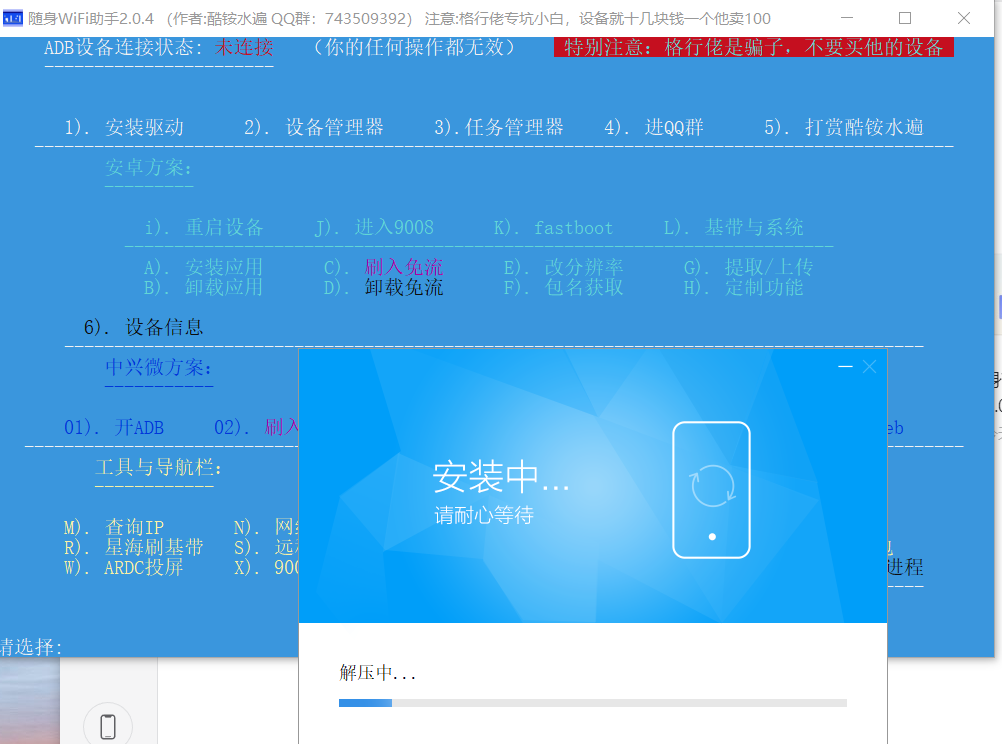 随身WiFi助手2.0.4 （作者:酷铵水遍 QQ群：743509392） 注意:格行佬专坑小白，设备就十几块钱一个他卖100
ADB设备连接状态: 未连接 （你的任何操作都无效） 特别注意：格行佬是骗子，不要买他的设备
1). 安装驱动 2). 设备管理器 3).任务管理器 4). 进QQ群 5). 打赏酷铵水遍
安卓方案:
i). 重启设备 J). 进入9008 K). fastboot L). 基带与系统
A). 安装应用 C). 刷入免流 E). 改分辨率 G). 提取/上传
B). 卸载应用 D). 卸载免流 F). 包名获取 H). 定制功能
6). 设备信息
中兴微方案:
01). 开ADB 02). 刷入 eb
工具与导航栏:
M). 查询IP N). 网
R). 星海刷基带 S). 远
W). ARDC投屏 X). 900 进程
请选择:
安装中...
请耐心等待
解压中...